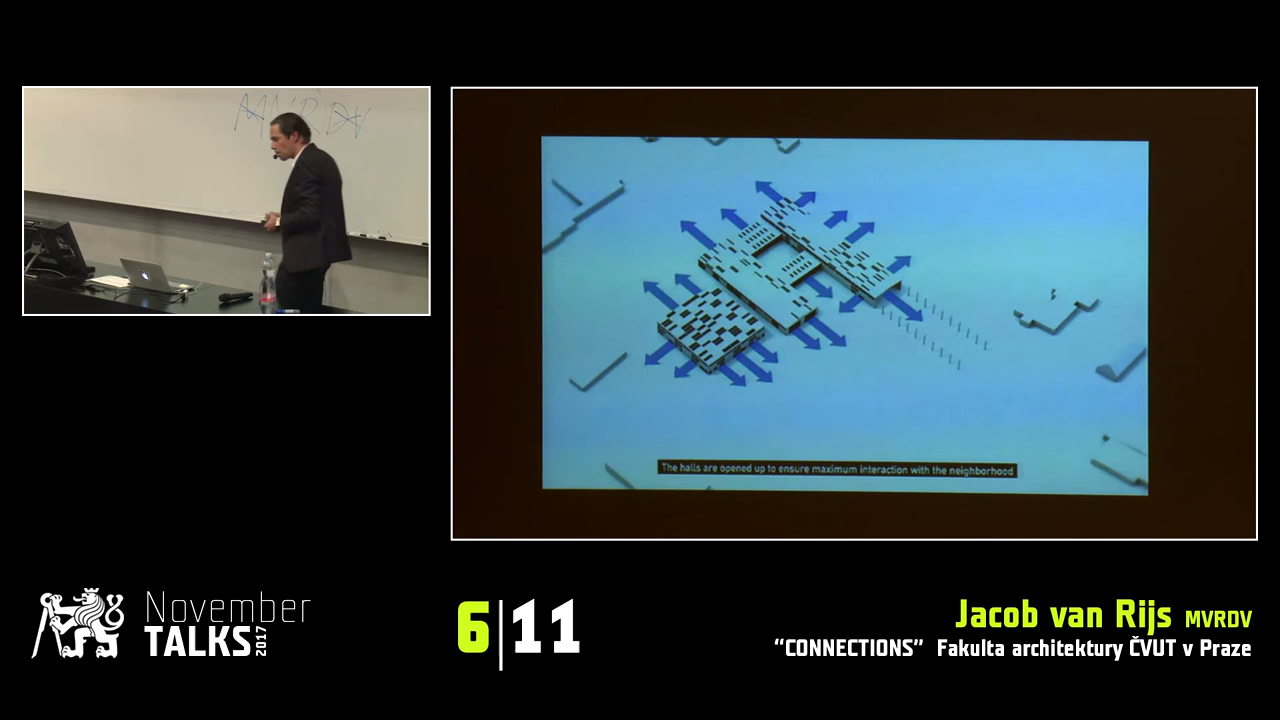 MVRDV
The halls are opened up to ensure maximum interaction with the neighborhood
November
TALKS 2017
6|11
Jacob van Rijs MVRDV
“CONNECTIONS” Fakulta architektury ČVUT v Praze